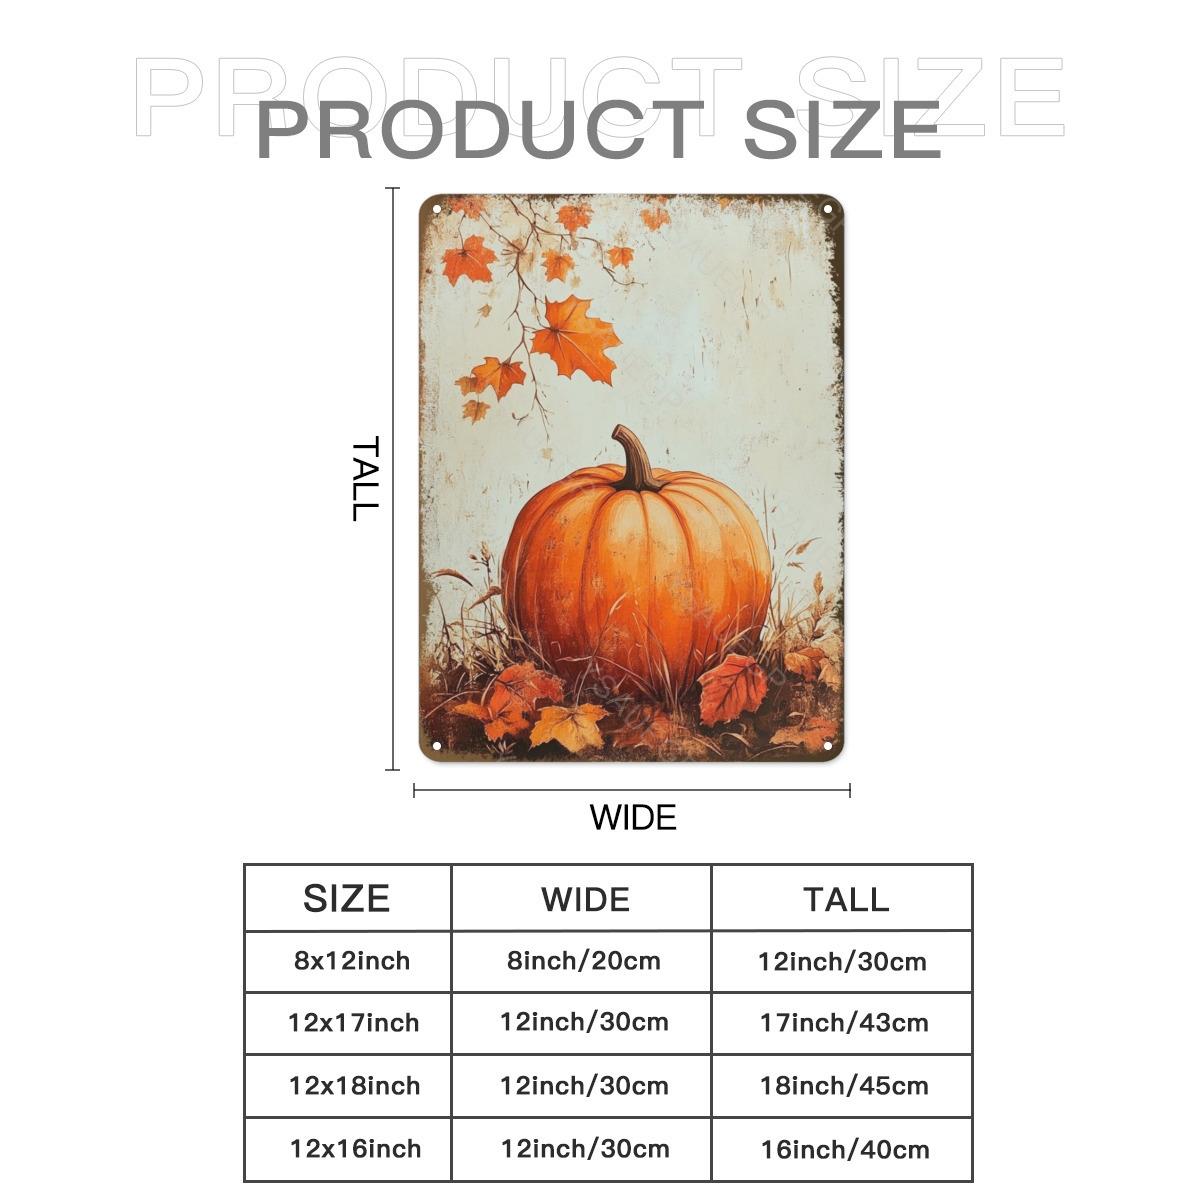 PRODUCT SIZE
PRODUCT SIZE
TALL
WIDE
SIZE WIDE TALL
8x12inch 8inch/20cm 12inch/30cm
12x17inch 12inch/30cm 17inch/43cm
12x18inch 12inch/30cm 18inch/45cm
12x16inch 12inch/30cm 16inch/40cm